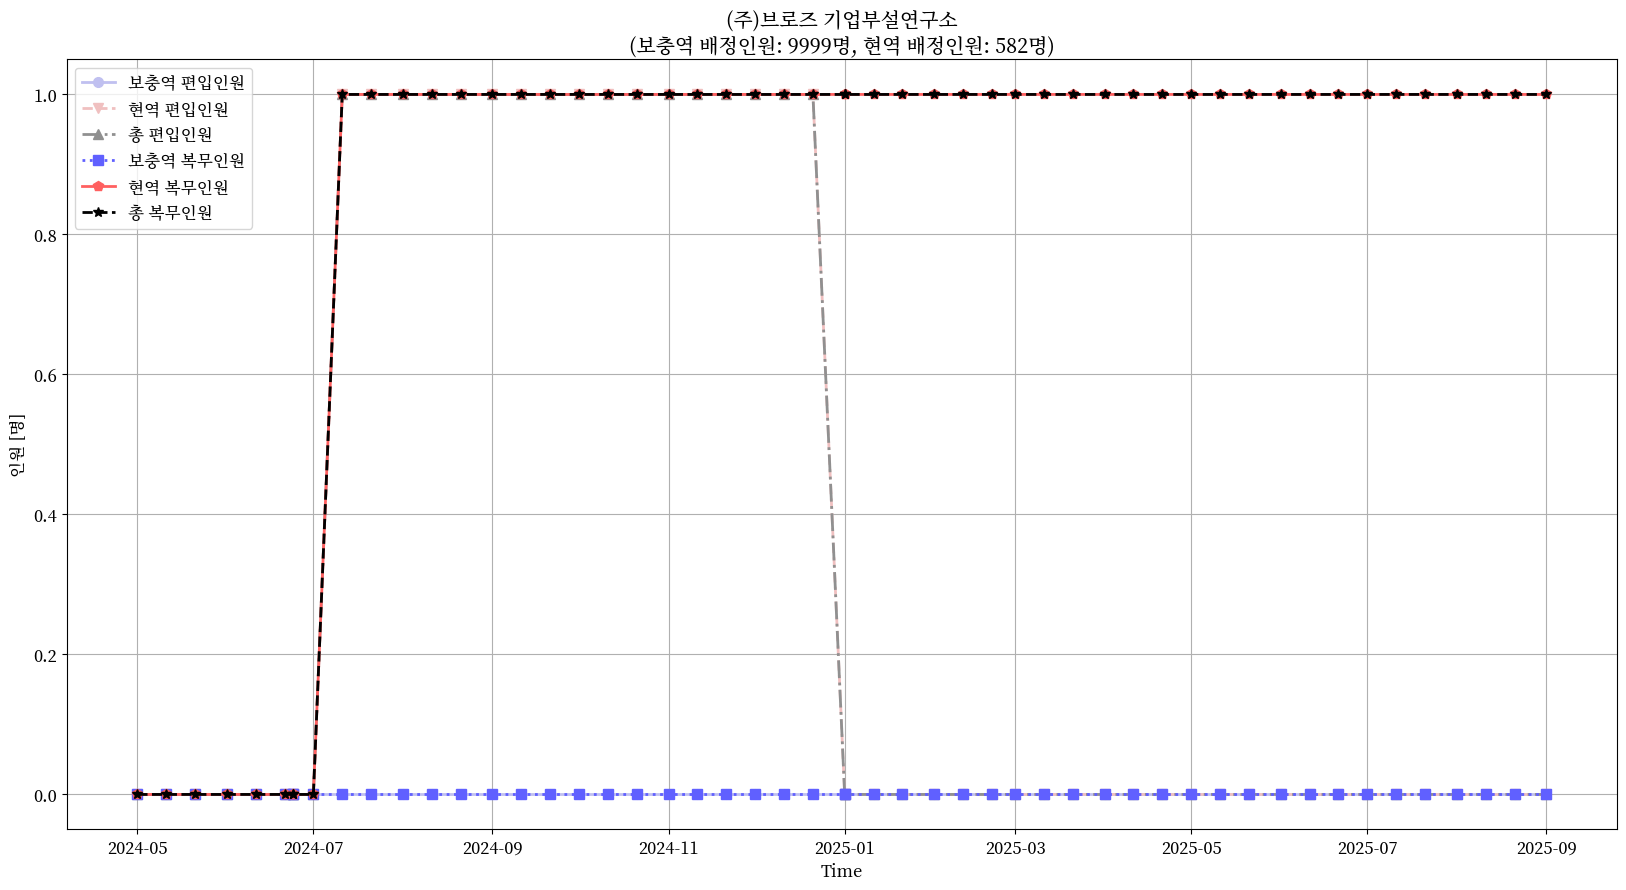 (주)브로즈 기업부설연구소
(보충역 배정인원: 9999명, 현역 배정인원: 582명)
보충역 편입인원
현역 편입인원
총 편입인원
보충역 복무인원
현역 복무인원
총 복무인원
인원 [명]
1.0
0.8
0.6
0.4
0.2
0.0
2024-05 2024-07 2024-09 2024-11 2025-01 2025-03 2025-05 2025-07 2025-09
Time